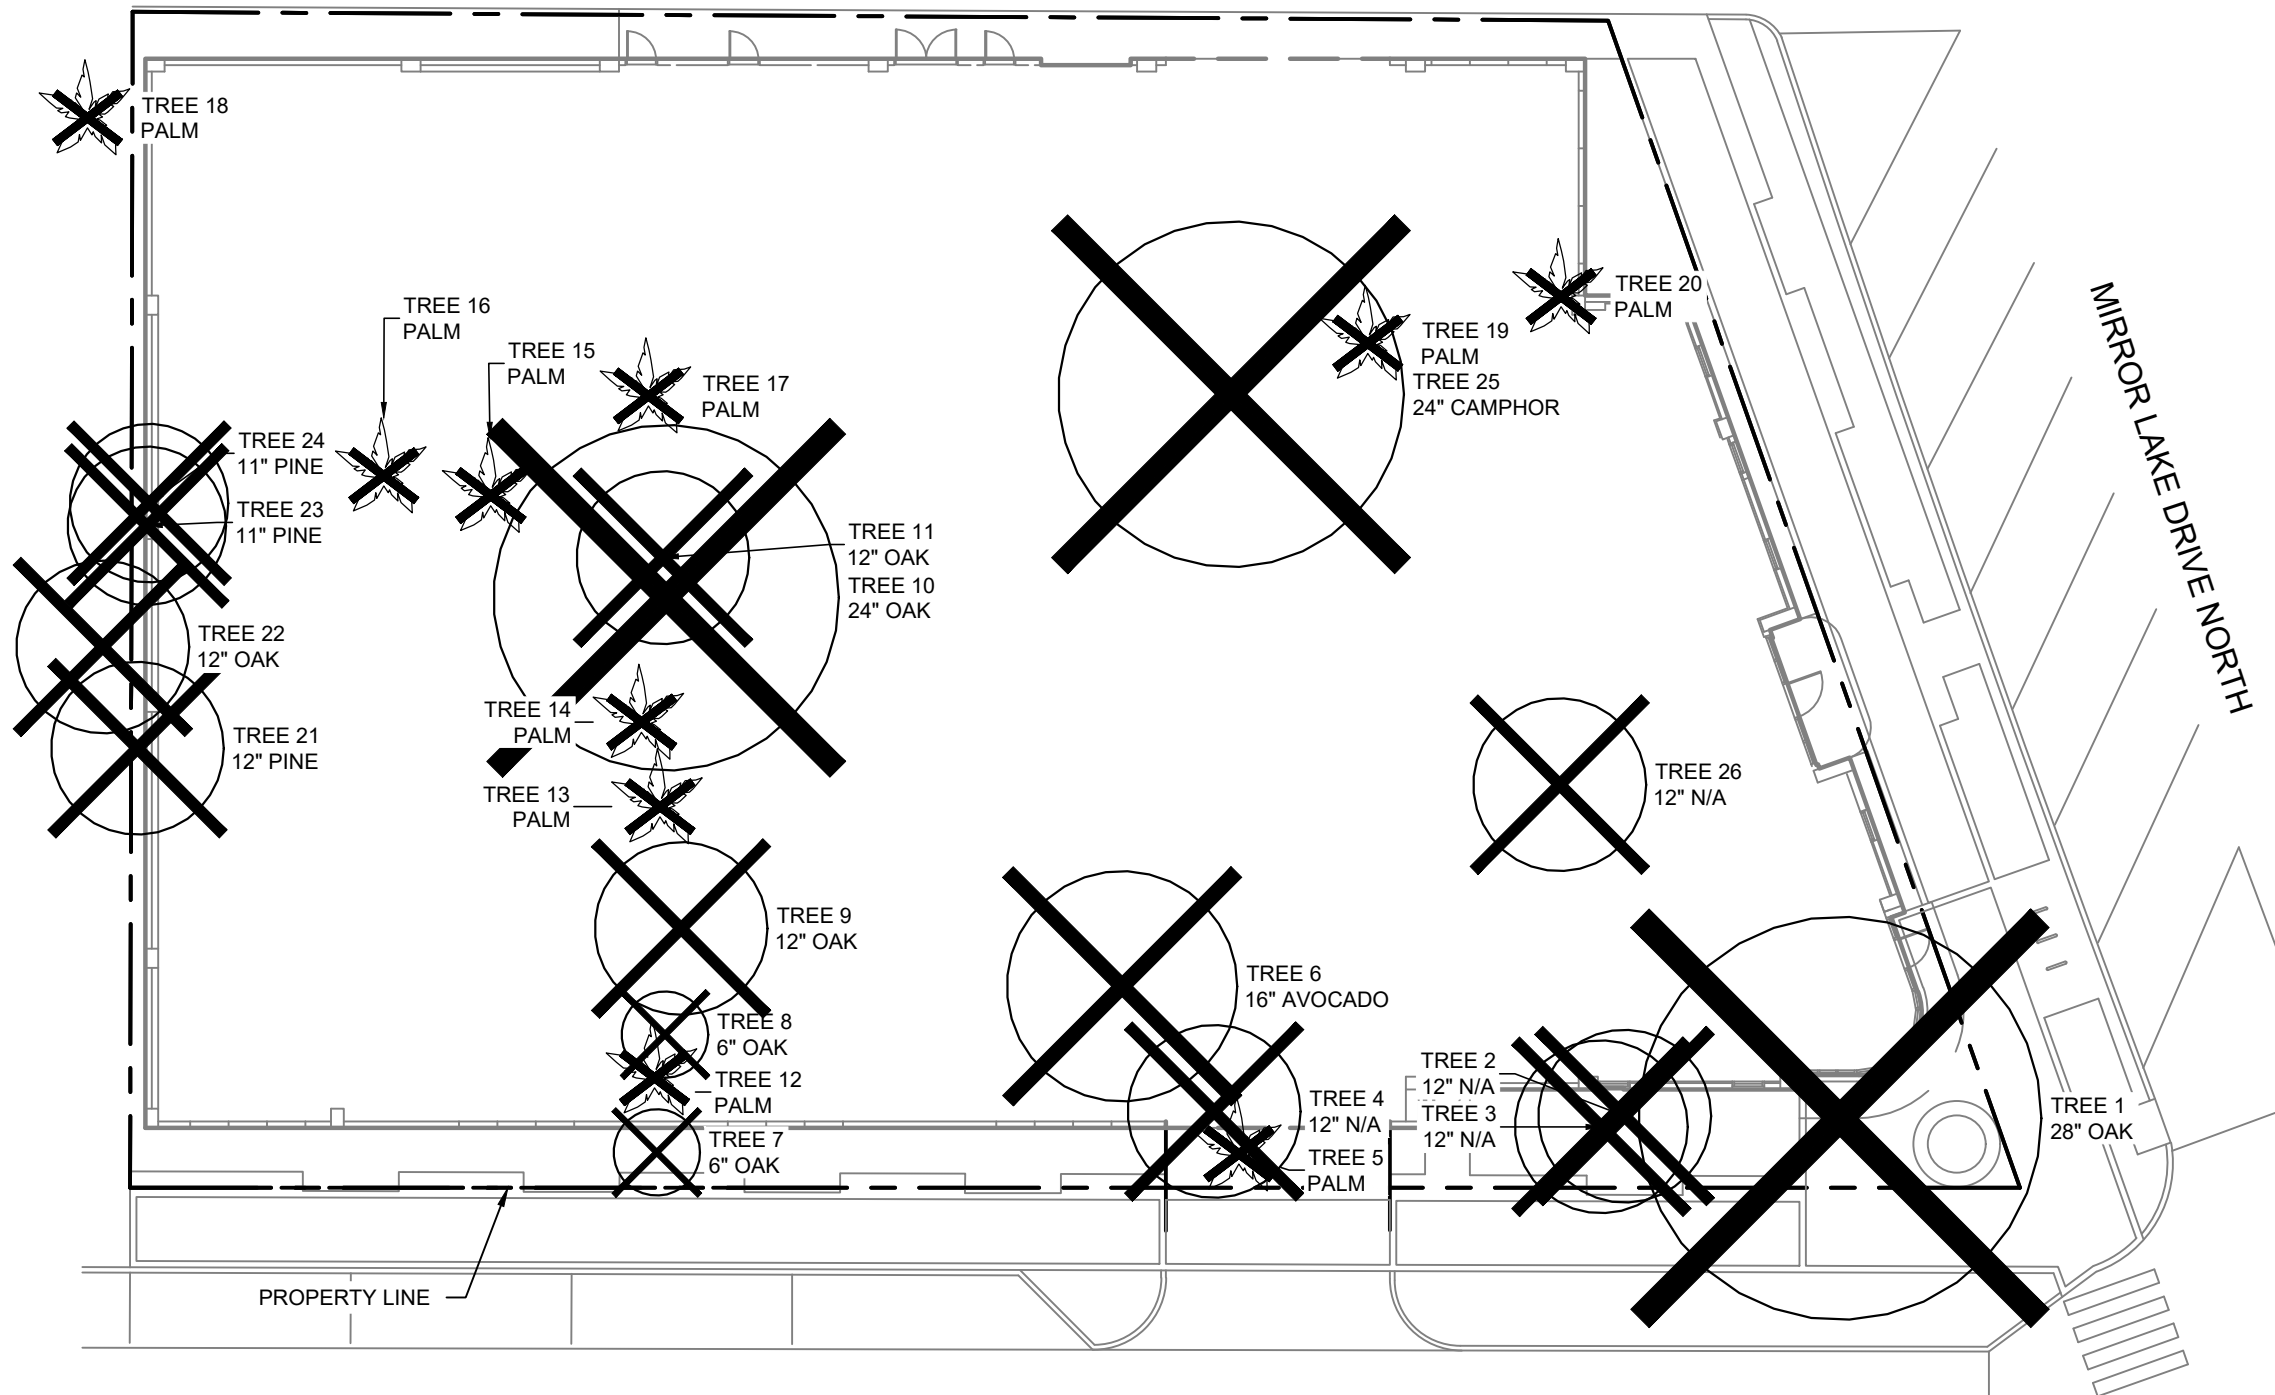 TREE 18
PALM
TREE 20
PALM
TREE 16
PALM
TREE 15
PALM
TREE 17
PALM
TREE 19
PALM
TREE 25
24" CAMPHOR
TREE 24
11" PINE
TREE 23
11" PINE
TREE 11
12" OAK
TREE 10
24" OAK
TREE 22
12" OAK
TREE 14
PALM
TREE 21
12" PINE
TREE 13
PALM
TREE 26
12" N/A
TREE 9
12" OAK
TREE 6
16" AVOCADO
TREE 8
6" OAK
TREE 12
PALM
TREE 7
6" OAK
TREE 4
12" N/A
TREE 5
PALM
TREE 2
12" N/A
TREE 3
12" N/A
TREE 1
28" OAK
PROPERTY LINE
MIRROR LAKE DRIVE NORTH